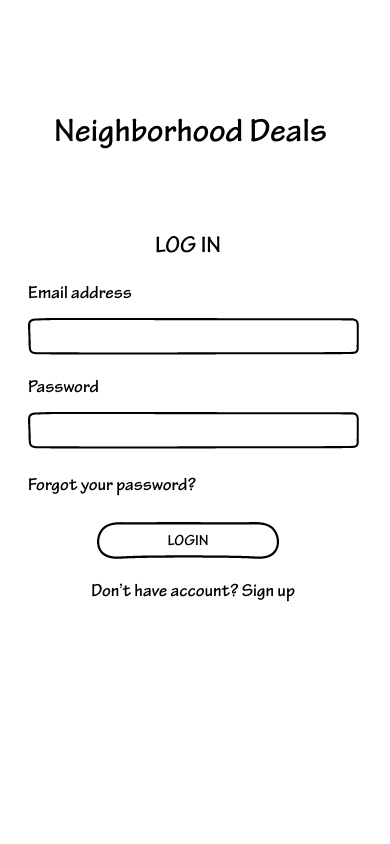 Neighborhood Deals
LOG IN
Email address
Password
Forgot your password?
LOGIN
Don't have account? Sign up